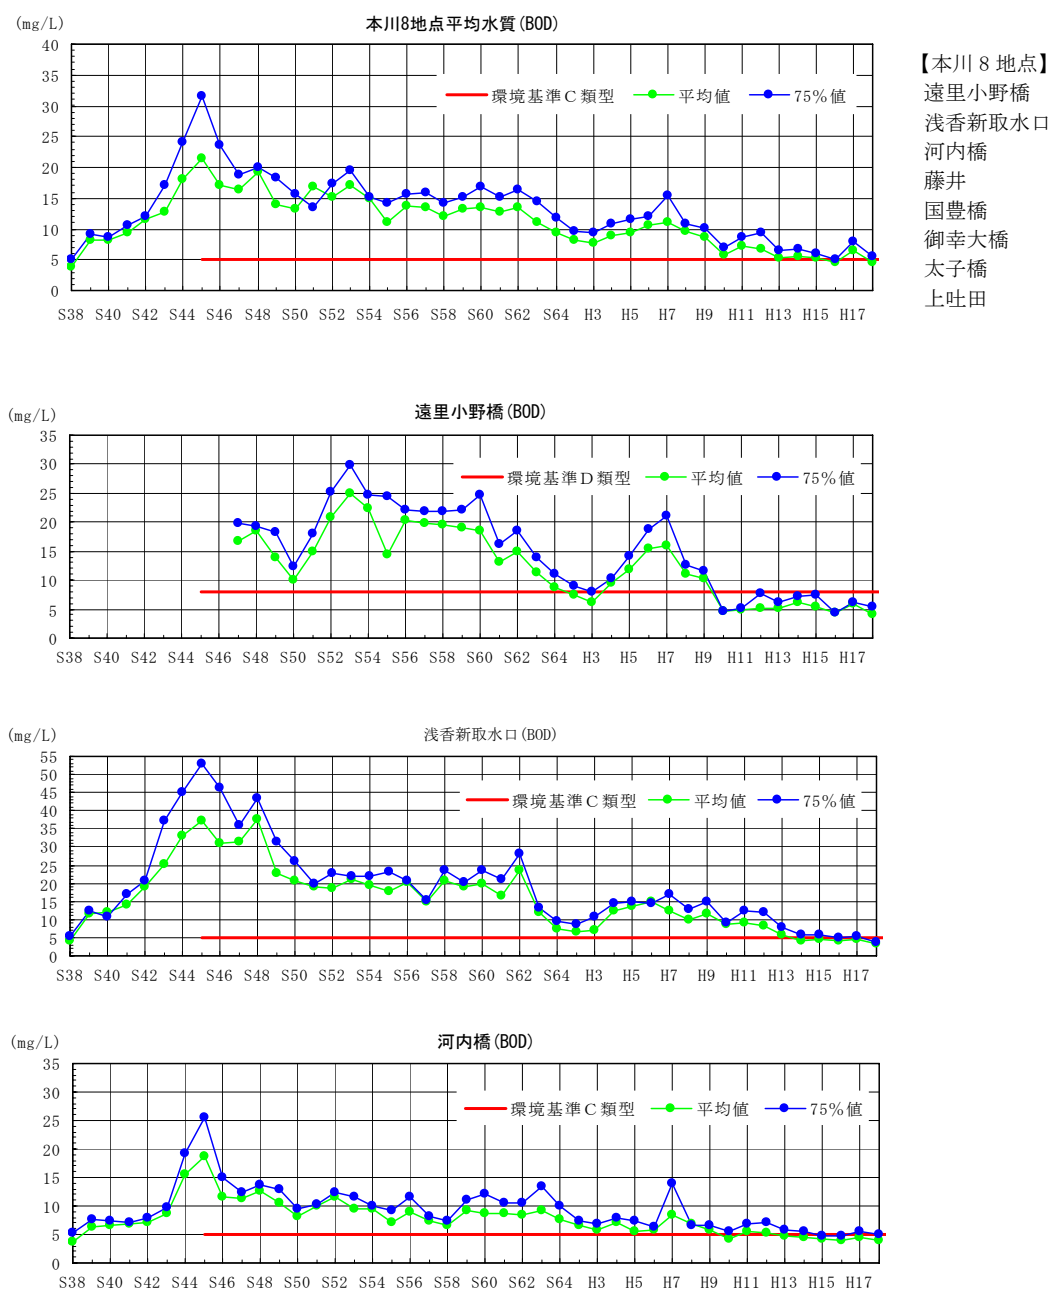 (mg/L)
本川8地点平均水質(BOD)
40
35
30
25
20
15
10
5
0
環境基準C類型 平均値 75%値
S38 S40 S42 S44 S46 S48 S50 S52 S54 S56 S58 S60 S62 S64 H3 H5 H7 H9 H11 H13 H15 H17
【本川8地点】
遠里小野橋
浅香新取水口
河内橋
藤井
国豊橋
御幸大橋
太子橋
上吐田
(mg/L)
遠里小野橋(BOD)
35
30
25
20
15
10
5
0
環境基準D類型 平均値 75%値
S38 S40 S42 S44 S46 S48 S50 S52 S54 S56 S58 S60 S62 S64 H3 H5 H7 H9 H11 H13 H15 H17
(mg/L)
浅香新取水口(BOD)
55
50
45
40
35
30
25
20
15
10
5
0
環境基準C類型 平均値 75%値
S38 S40 S42 S44 S46 S48 S50 S52 S54 S56 S58 S60 S62 S64 H3 H5 H7 H9 H11 H13 H15 H17
(mg/L)
河内橋(BOD)
35
30
25
20
15
10
5
0
環境基準C類型 平均値 75%値
S38 S40 S42 S44 S46 S48 S50 S52 S54 S56 S58 S60 S62 S64 H3 H5 H7 H9 H11 H13 H15 H17